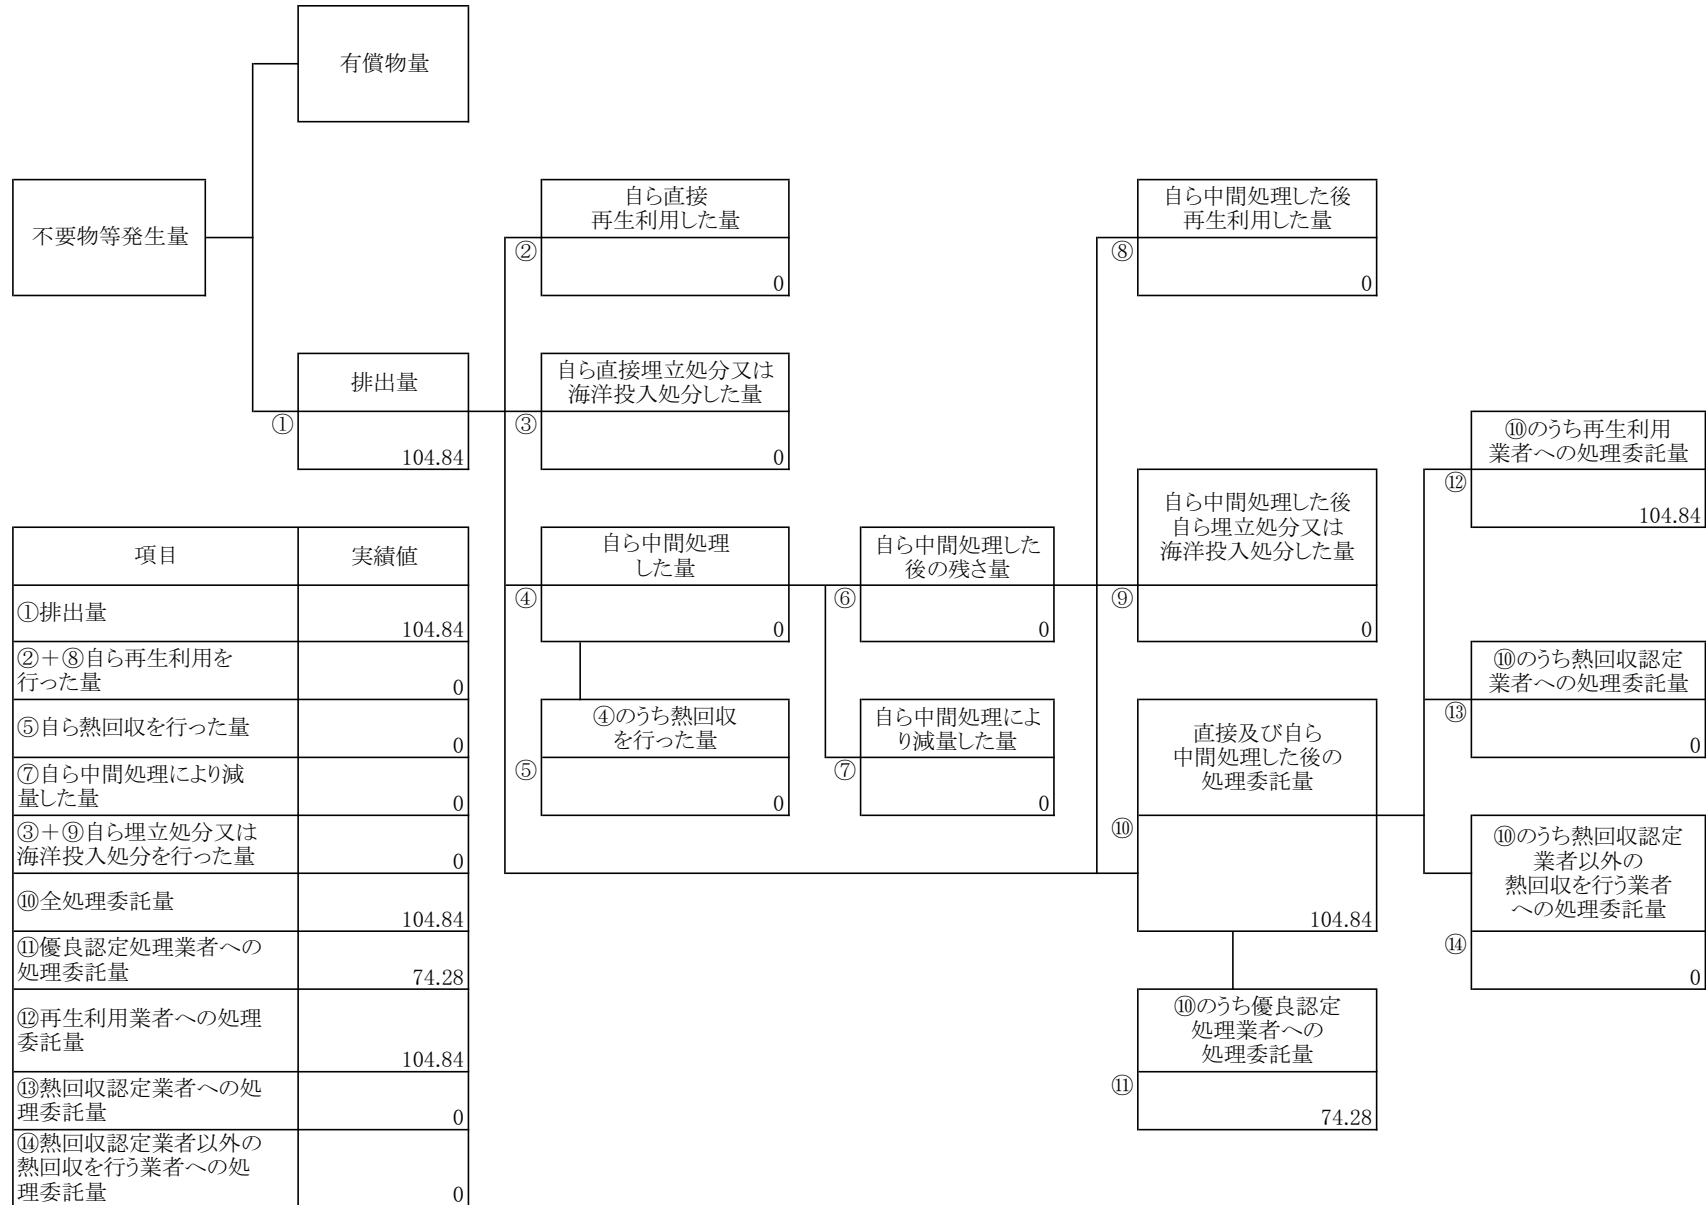 有償物量
不要物等発生量
自ら直接
再生利用した量
②
0
自ら中間処理した後
再生利用した量
⑧
0
排出量
①
104.84
自ら直接埋立処分又は
海洋投入処分した量
③
0
⑩のうち再生利用
業者への処理委託量
⑫
104.84
自ら中間処理した後
自ら埋立処分又は
海洋投入処分した量
⑨
0
自ら中間処理
した量
④
0
自ら中間処理した
後の残さ量
⑥
0
⑩のうち熱回収認定
業者への処理委託量
⑬
0
④のうち熱回収
を行った量
⑤
0
自ら中間処理によ
り減量した量
⑦
0
直接及び自ら
中間処理した後の
処理委託量
⑩
104.84
⑩のうち熱回収認定
業者以外の
熱回収を行う業者
への処理委託量
⑭
0
⑩のうち優良認定
処理業者への
処理委託量
⑪
74.28
項目 実績値
①排出量
104.84
②＋⑧自ら再生利用を
行った量
0
⑤自ら熱回収を行った量
0
⑦自ら中間処理により減
量した量
0
③＋⑨自ら埋立処分又は
海洋投入処分を行った量
0
⑩全処理委託量
104.84
⑪優良認定処理業者への
処理委託量
74.28
⑫再生利用業者への処理
委託量
104.84
⑬熱回収認定業者への処
理委託量
0
⑭熱回収認定業者以外の
熱回収を行う業者への処
理委託量
0